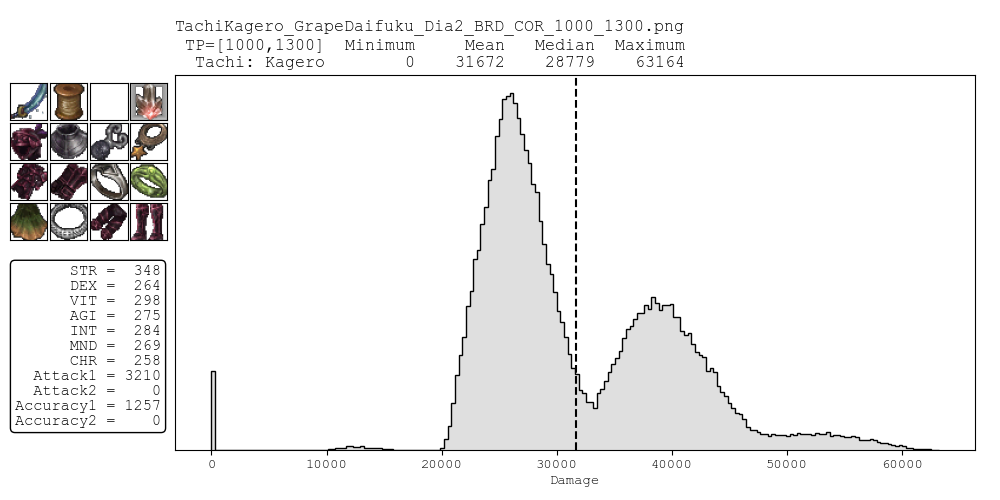 TachiKagero_GrapeDaifuku_Dia2_BRD_COR_1000_1300.png
TP=[1000,1300] Minimum Mean Median Maximum
Tachi: Kagero 0 31672 28779 63164
STR = 348
DEX = 264
VIT = 298
AGI = 275
INT = 284
MND = 269
CHR = 258
Attack1 = 3210
Attack2 = 0
Accuracy1 = 1257
Accuracy2 = 0
0 10000 20000 30000 40000 50000 60000
Damage